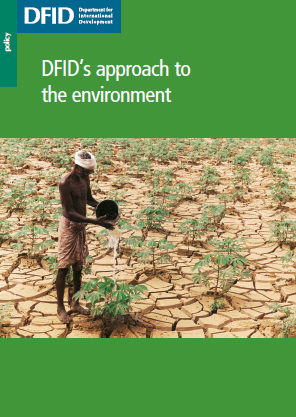 policy
DFID Department for
International
Development
DFID's approach to
the environment